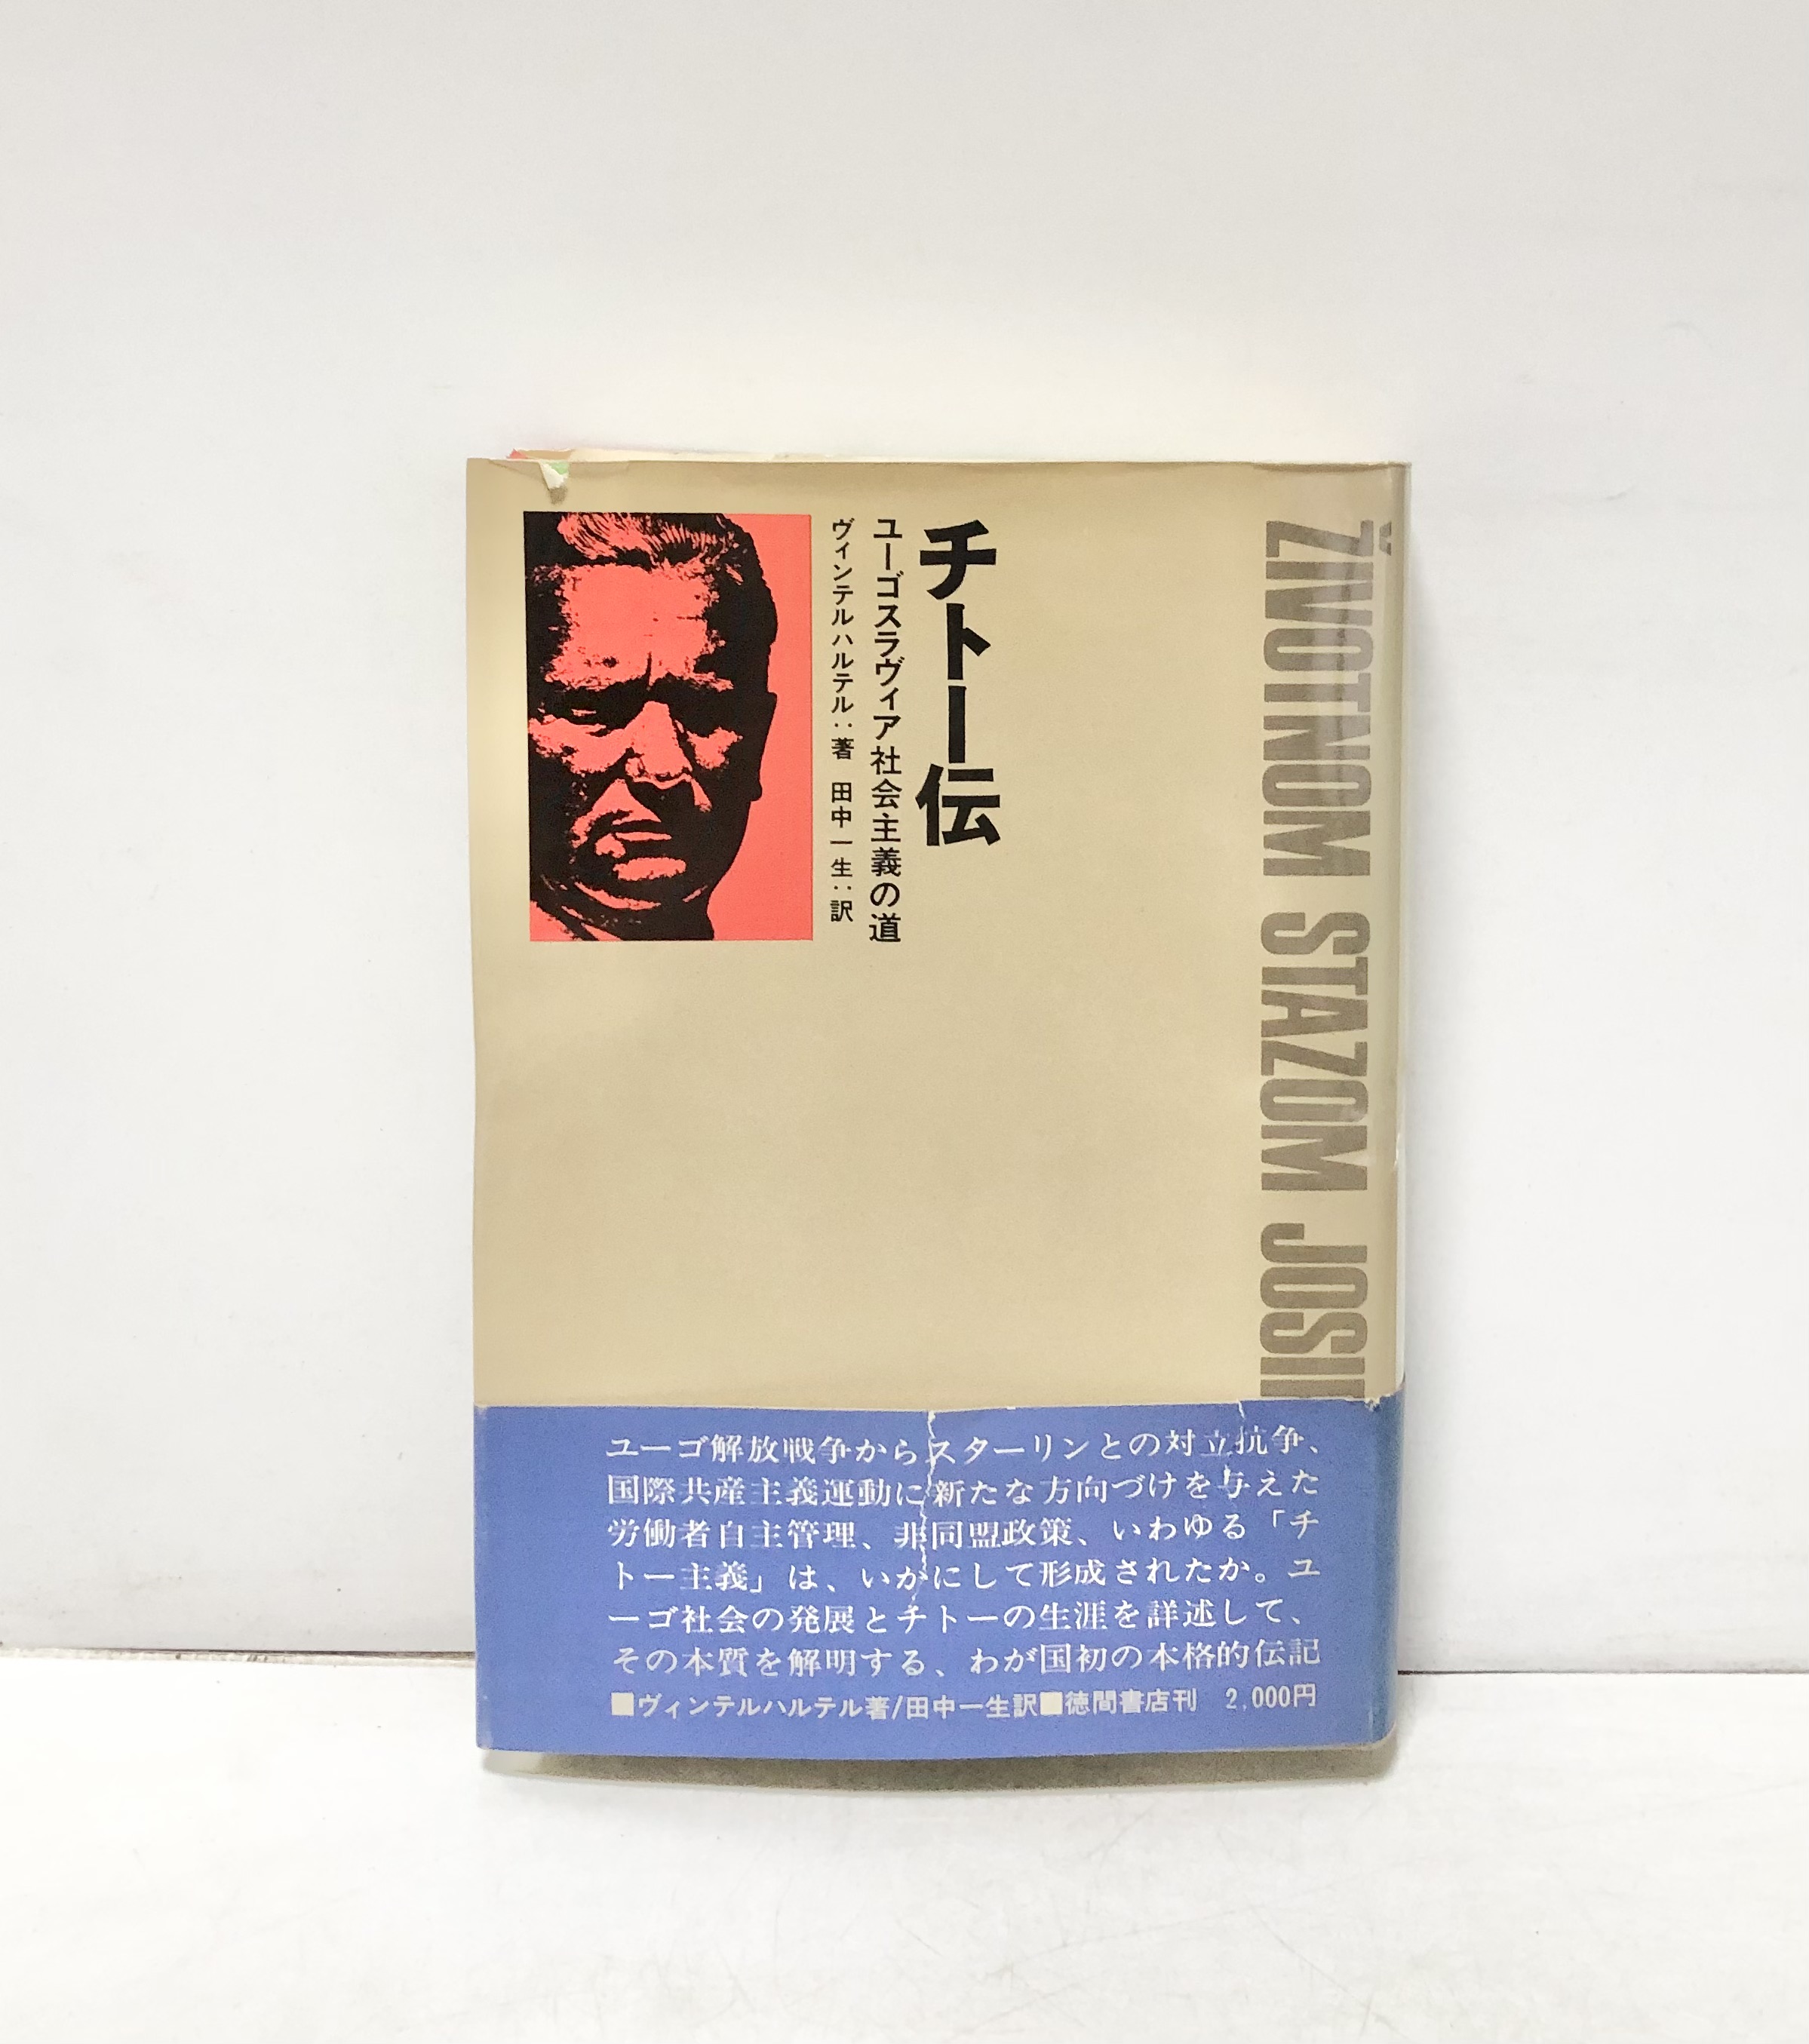 チトー伝
ユーゴスラヴィア社会主義の道
ヴィンテルハルテル:著 田中一生:訳
ŽIVOTNOM STAZOM JOSIP
ユーゴ解放戦争からスターリンとの対立抗争、
国際共産主義運動に新たな方向づけを与えた
労働者自主管理、非同盟政策、いわゆる「チ
トー主義」は、いかにして形成されたか。ユ
ーゴ社会の発展とチトーの生涯を詳述して、
その本質を解明する、わが国初の本格的伝記
■ヴィンテルハルテル著/田中一生訳■徳間書店刊 2,000円